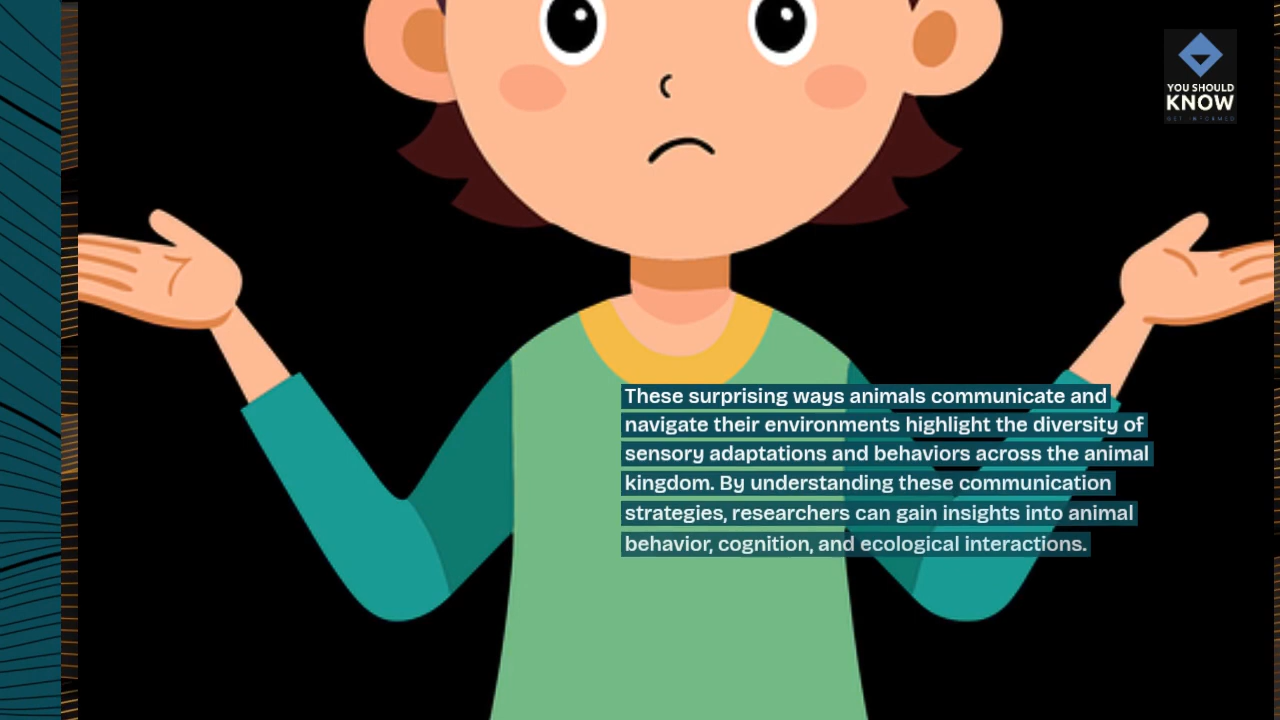 YOU SHOULD
KNOW
GET INFORMED
These surprising ways animals communicate and
navigate their environments highlight the diversity of
sensory adaptations and behaviors across the animal
kingdom. By understanding these communication
strategies, researchers can gain insights into animal
behavior, cognition, and ecological interactions.